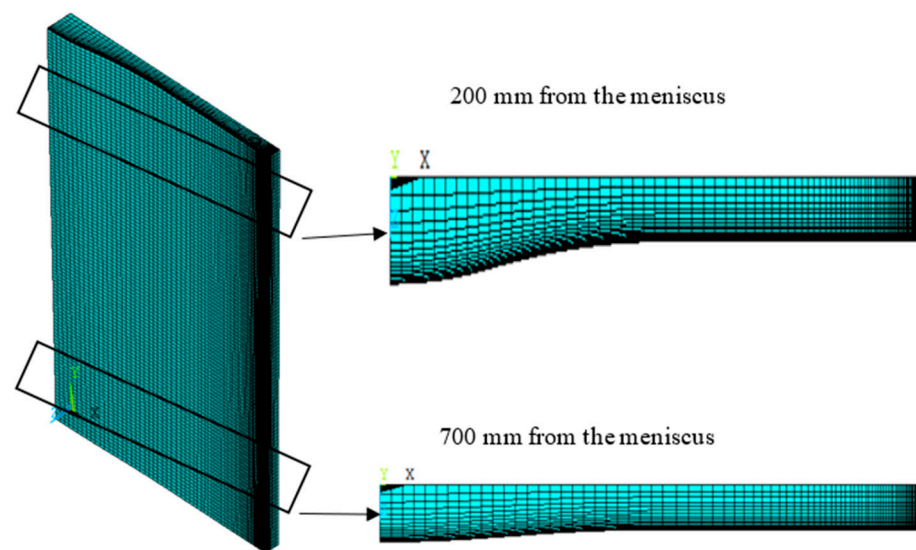 200 mm from the meniscus
Y X
Y
X
700 mm from the meniscus
Y X